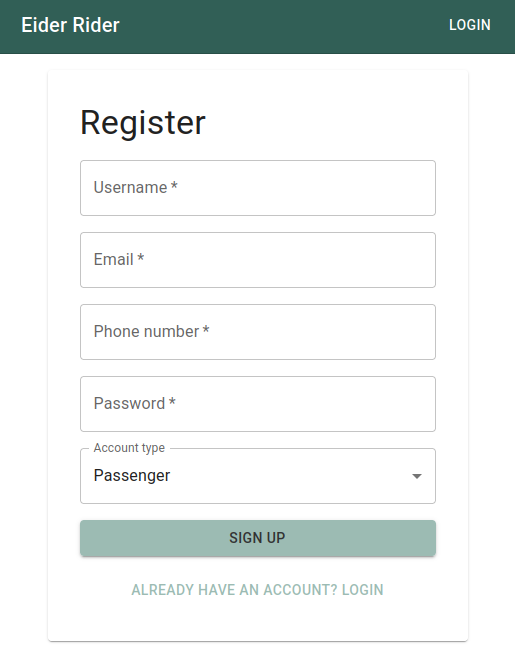 Eider Rider
LOGIN
Register
Username *
Email *
Phone number *
Password *
Account type
Passenger
SIGN UP
ALREADY HAVE AN ACCOUNT? LOGIN